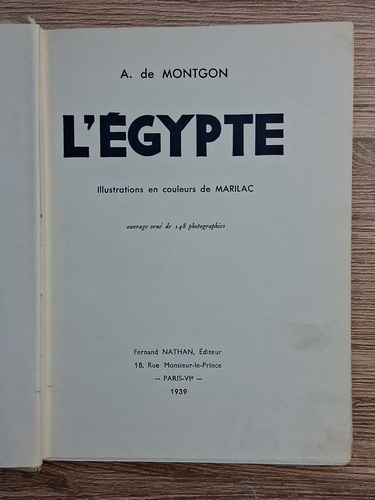 A. de MONTGON
L'ÉGYPTE
Illustrations en couleurs de MARILAC
ouvrage orné de 148 photographies
Fernand NATHAN, Éditeur
18, Rue Monsieur-le-Prince
— PARIS-VIe —
1939